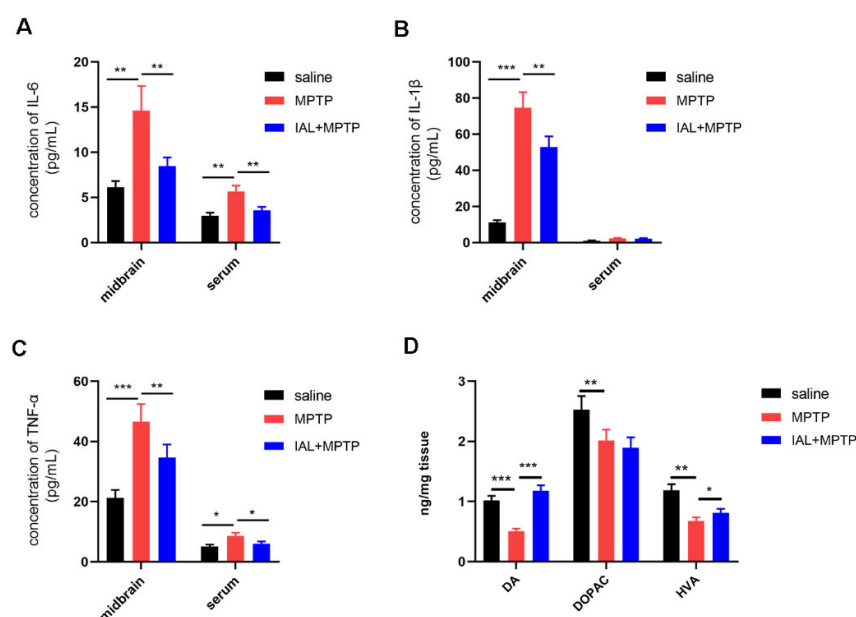 A
concentration of IL-6
(pg/mL)
20
15
10
5
0
** **
** **
midbrain
serum
saline
MPTP
IAL+MPTP
B
concentration of IL-1β
(pg/mL)
100
80
60
40
20
0
*** **
midbrain
serum
saline
MPTP
IAL+MPTP
C
concentration of TNF-α
(pg/mL)
60
40
20
0
*** **
* *
midbrain
serum
saline
MPTP
IAL+MPTP
D
ng/mg tissue
3
2
1
0
*** ***
**
** *
DA
DOPAC
HVA
saline
MPTP
IAL+MPTP